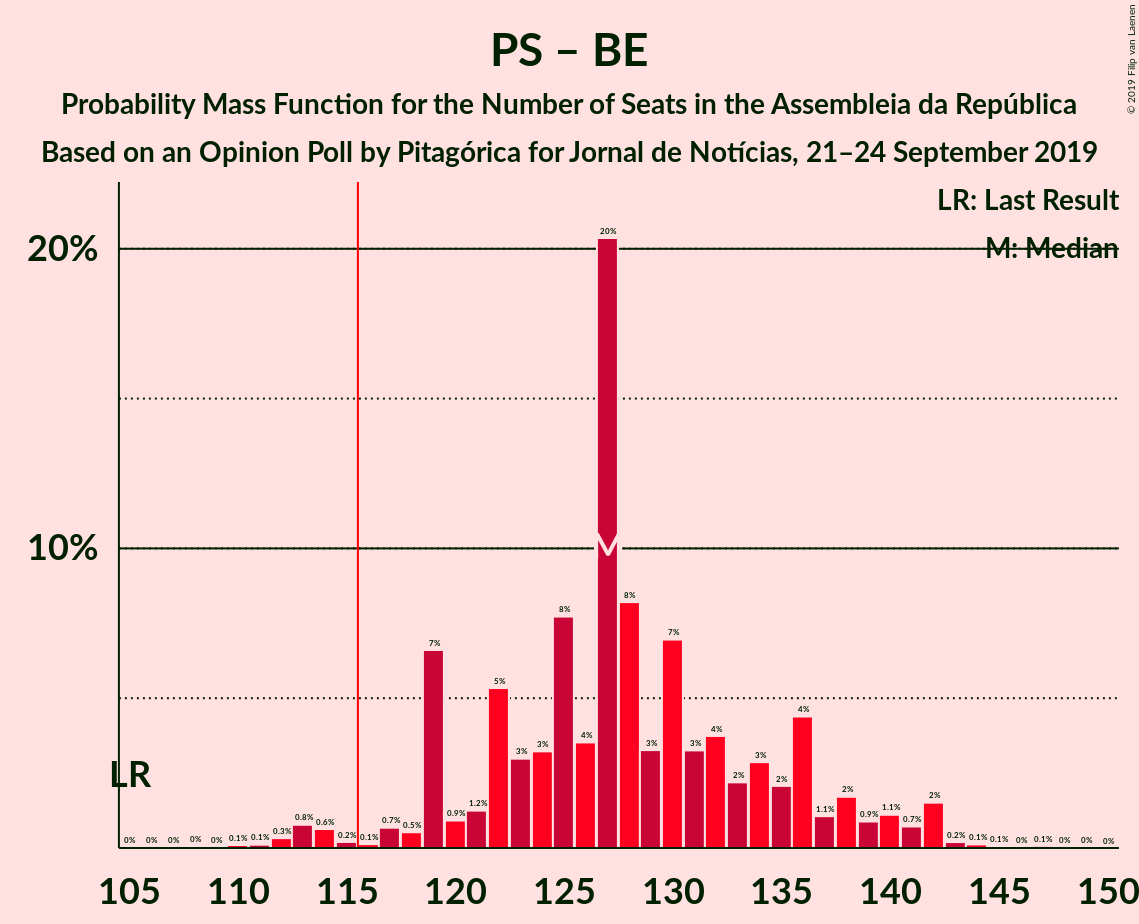 PS – BE
Probability Mass Function for the Number of Seats in the Assembleia da República
Based on an Opinion Poll by Pitagórica for Jornal de Notícias, 21–24 September 2019
© 2019 Filip van Laenen
LR: Last Result
M: Median
20%
10%
LR
M
0% 0% 0% 0% 0% 0.1% 0.1% 0.3% 0.8% 0.6% 0.2% 0.1% 0.7% 0.5% 7% 0.9% 1.2% 5% 3% 3% 8% 4% 20% 8% 3% 7% 3% 4% 2% 3% 2% 4% 1.1% 2% 0.9% 1.1% 0.7% 2% 0.2% 0.1% 0.1% 0% 0.1% 0% 0% 0%
105 110 115 120 125 130 135 140 145 150